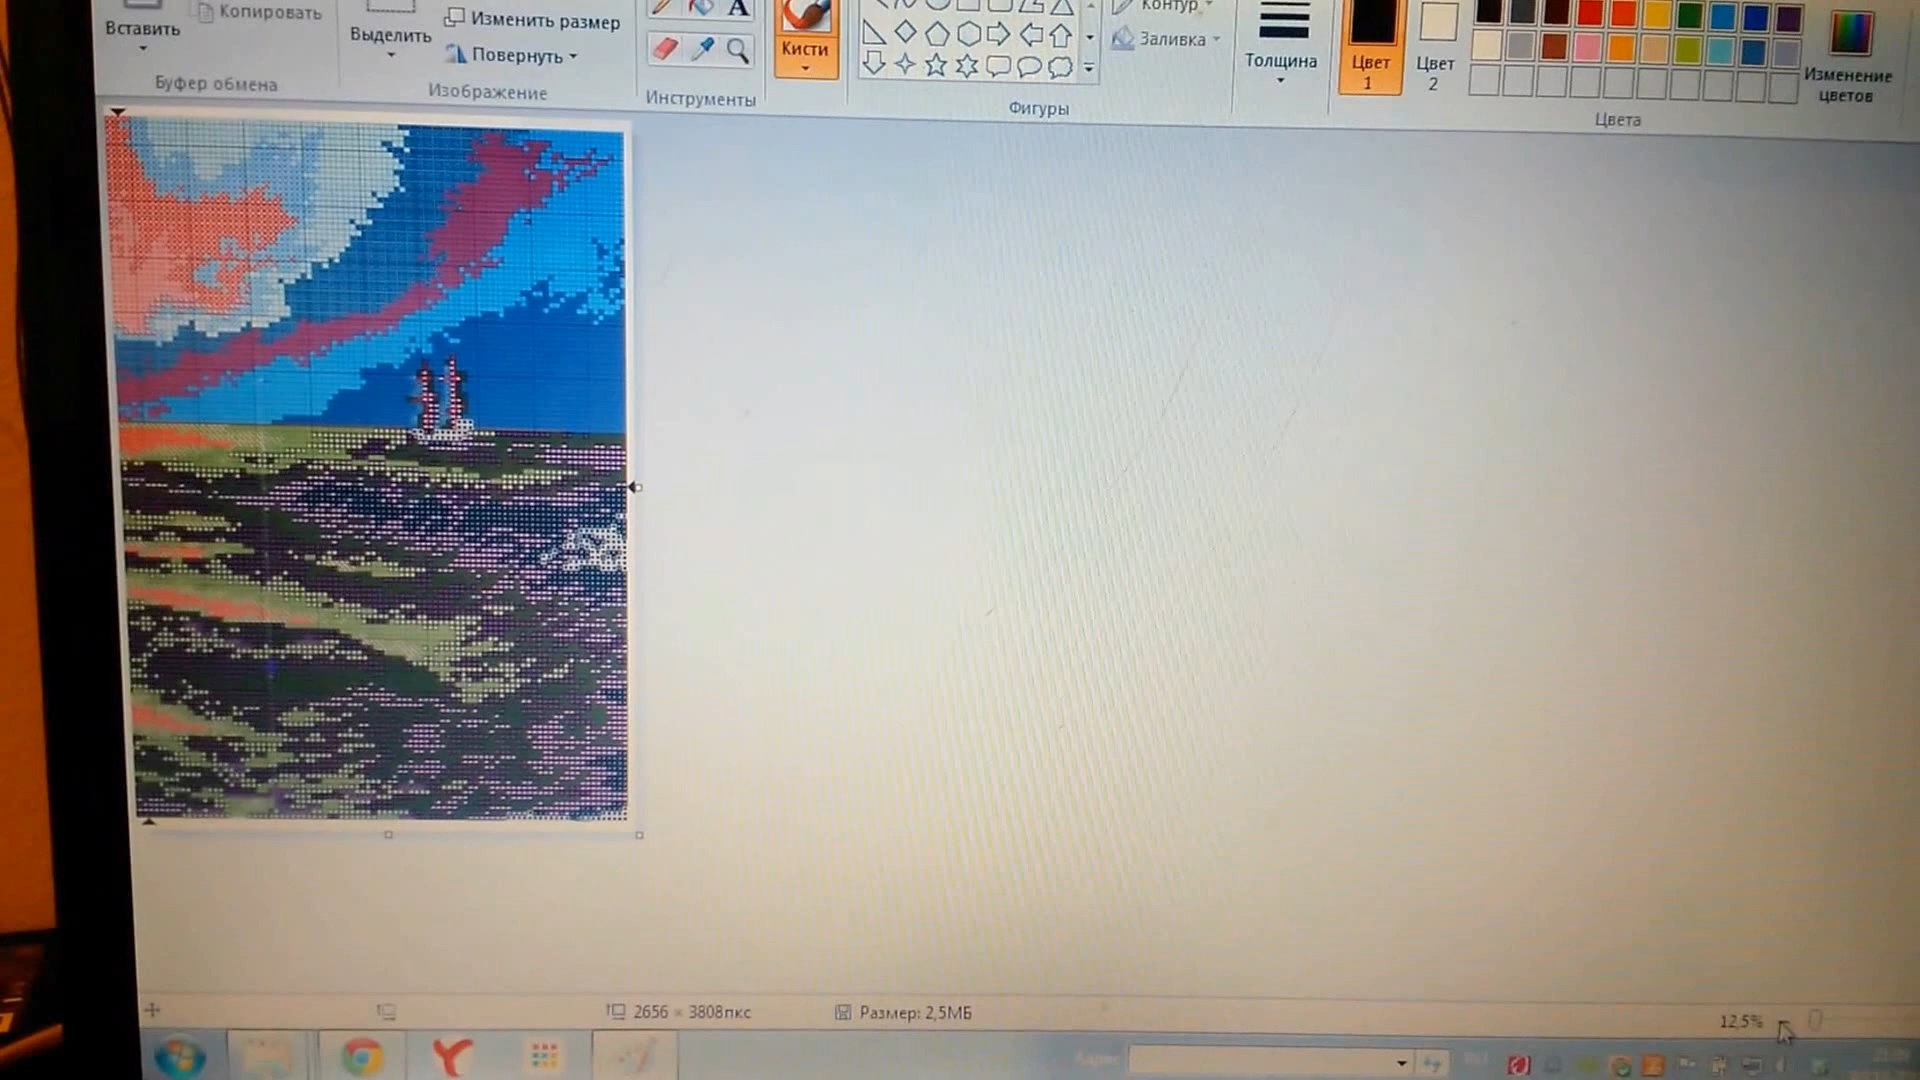 Вставить
Копировать
Выделить
Изменить размер
Повернуть
A
Кисти
Контур
Заливка
Толщина
Цвет
1
Цвет
2
Изменение
цветов
Буфер обмена
Изображение
Инструменты
Фигуры
Цвета
2656 × 3808пкс
Размер: 2,5МБ
12,5%